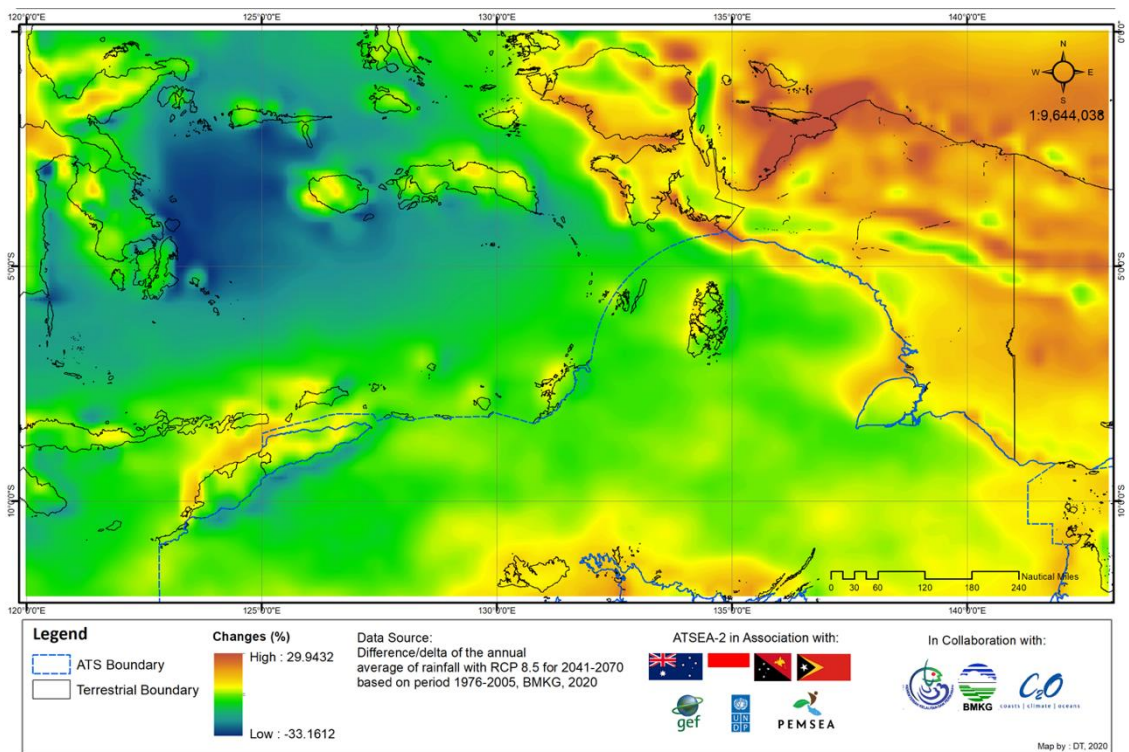 120°0'0"E 125°0'0"E 130°0'0"E 135°0'0"E 140°0'0"E
0°0'0"
0°0'0"
N
W E
S
1:9,644,038
5°0'0"S
5°0'0"S
10°0'0"S
10°0'0"S
Nautical Miles
0 30 60 120 180 240
120°0'0"E 125°0'0"E 130°0'0"E 135°0'0"E 140°0'0"E
Legend
ATS Boundary
Terrestrial Boundary
Changes (%)
High : 29.9432
Low : -33.1612
Data Source:
Difference/delta of the annual
average of rainfall with RCP 8.5 for 2041-2070
based on period 1976-2005, BMKG, 2020
ATSEA-2 in Association with:
gef
U N
D P
PEMSEA
In Collaboration with:
BMKG
C2O
coasts | climate | oceans
Map by : DT, 2020